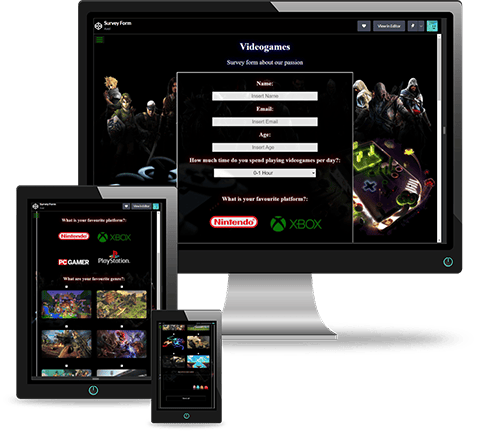 Survey Form
View in Editor
Videogames
Survey form about our passion
Name:
Insert Name
Email:
Insert Email
Age:
Insert Age
How much time do you spend playing videogames per day?:
0-1 Hour
What is your favourite platform?:
Nintendo
XBOX
Survey Form
View in Editor
What is your favourite platform?:
Nintendo
XBOX
PC GAMER
PlayStation.
What are your favourite genre?: